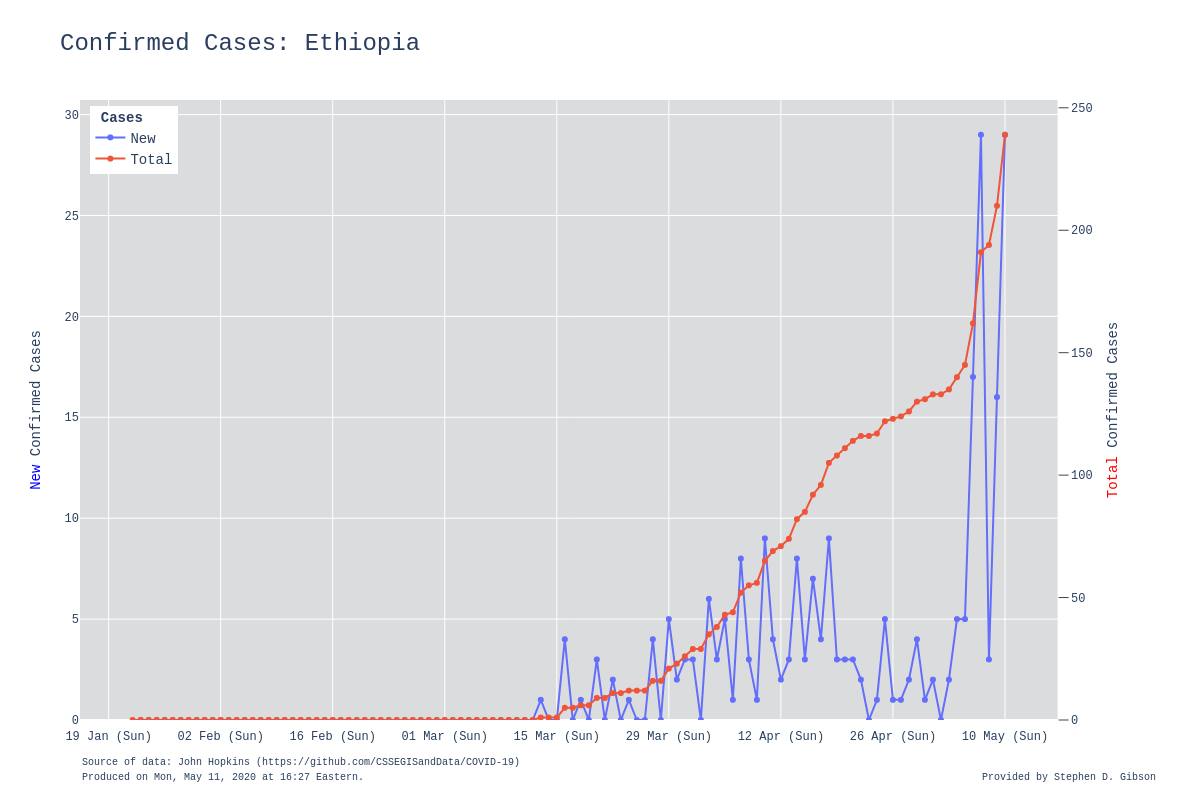 Confirmed Cases: Ethiopia
Cases
New
Total
30
25
20
15
10
5
0
250
200
150
100
50
0
New Confirmed Cases
Total Confirmed Cases
19 Jan (Sun) 02 Feb (Sun) 16 Feb (Sun) 01 Mar (Sun) 15 Mar (Sun) 29 Mar (Sun) 12 Apr (Sun) 26 Apr (Sun) 10 May (Sun)
Source of data: John Hopkins (https://github.com/CSSEGISandData/COVID-19)
Produced on Mon, May 11, 2020 at 16:27 Eastern.
Provided by Stephen D. Gibson